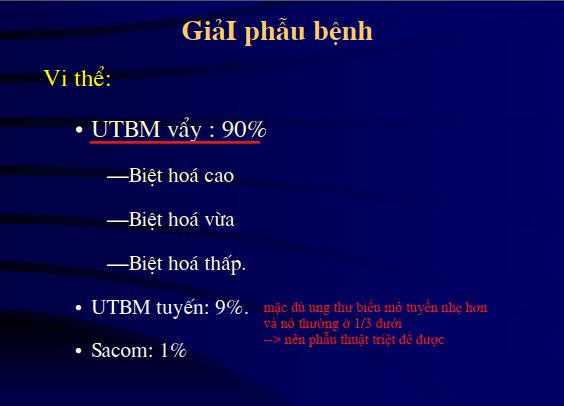 GiảI phẫu bệnh
Vi thể:
• UTBM vẩy : 90%
—Biệt hoá cao
—Biệt hoá vừa
—Biệt hoá thấp.
• UTBM tuyến: 9%.
mặc dù ung thư biểu mô tuyến nhẹ hơn
và nó thường ở 1/3 dưới
--> nên phẫu thuật triệt để được
• Sacom: 1%